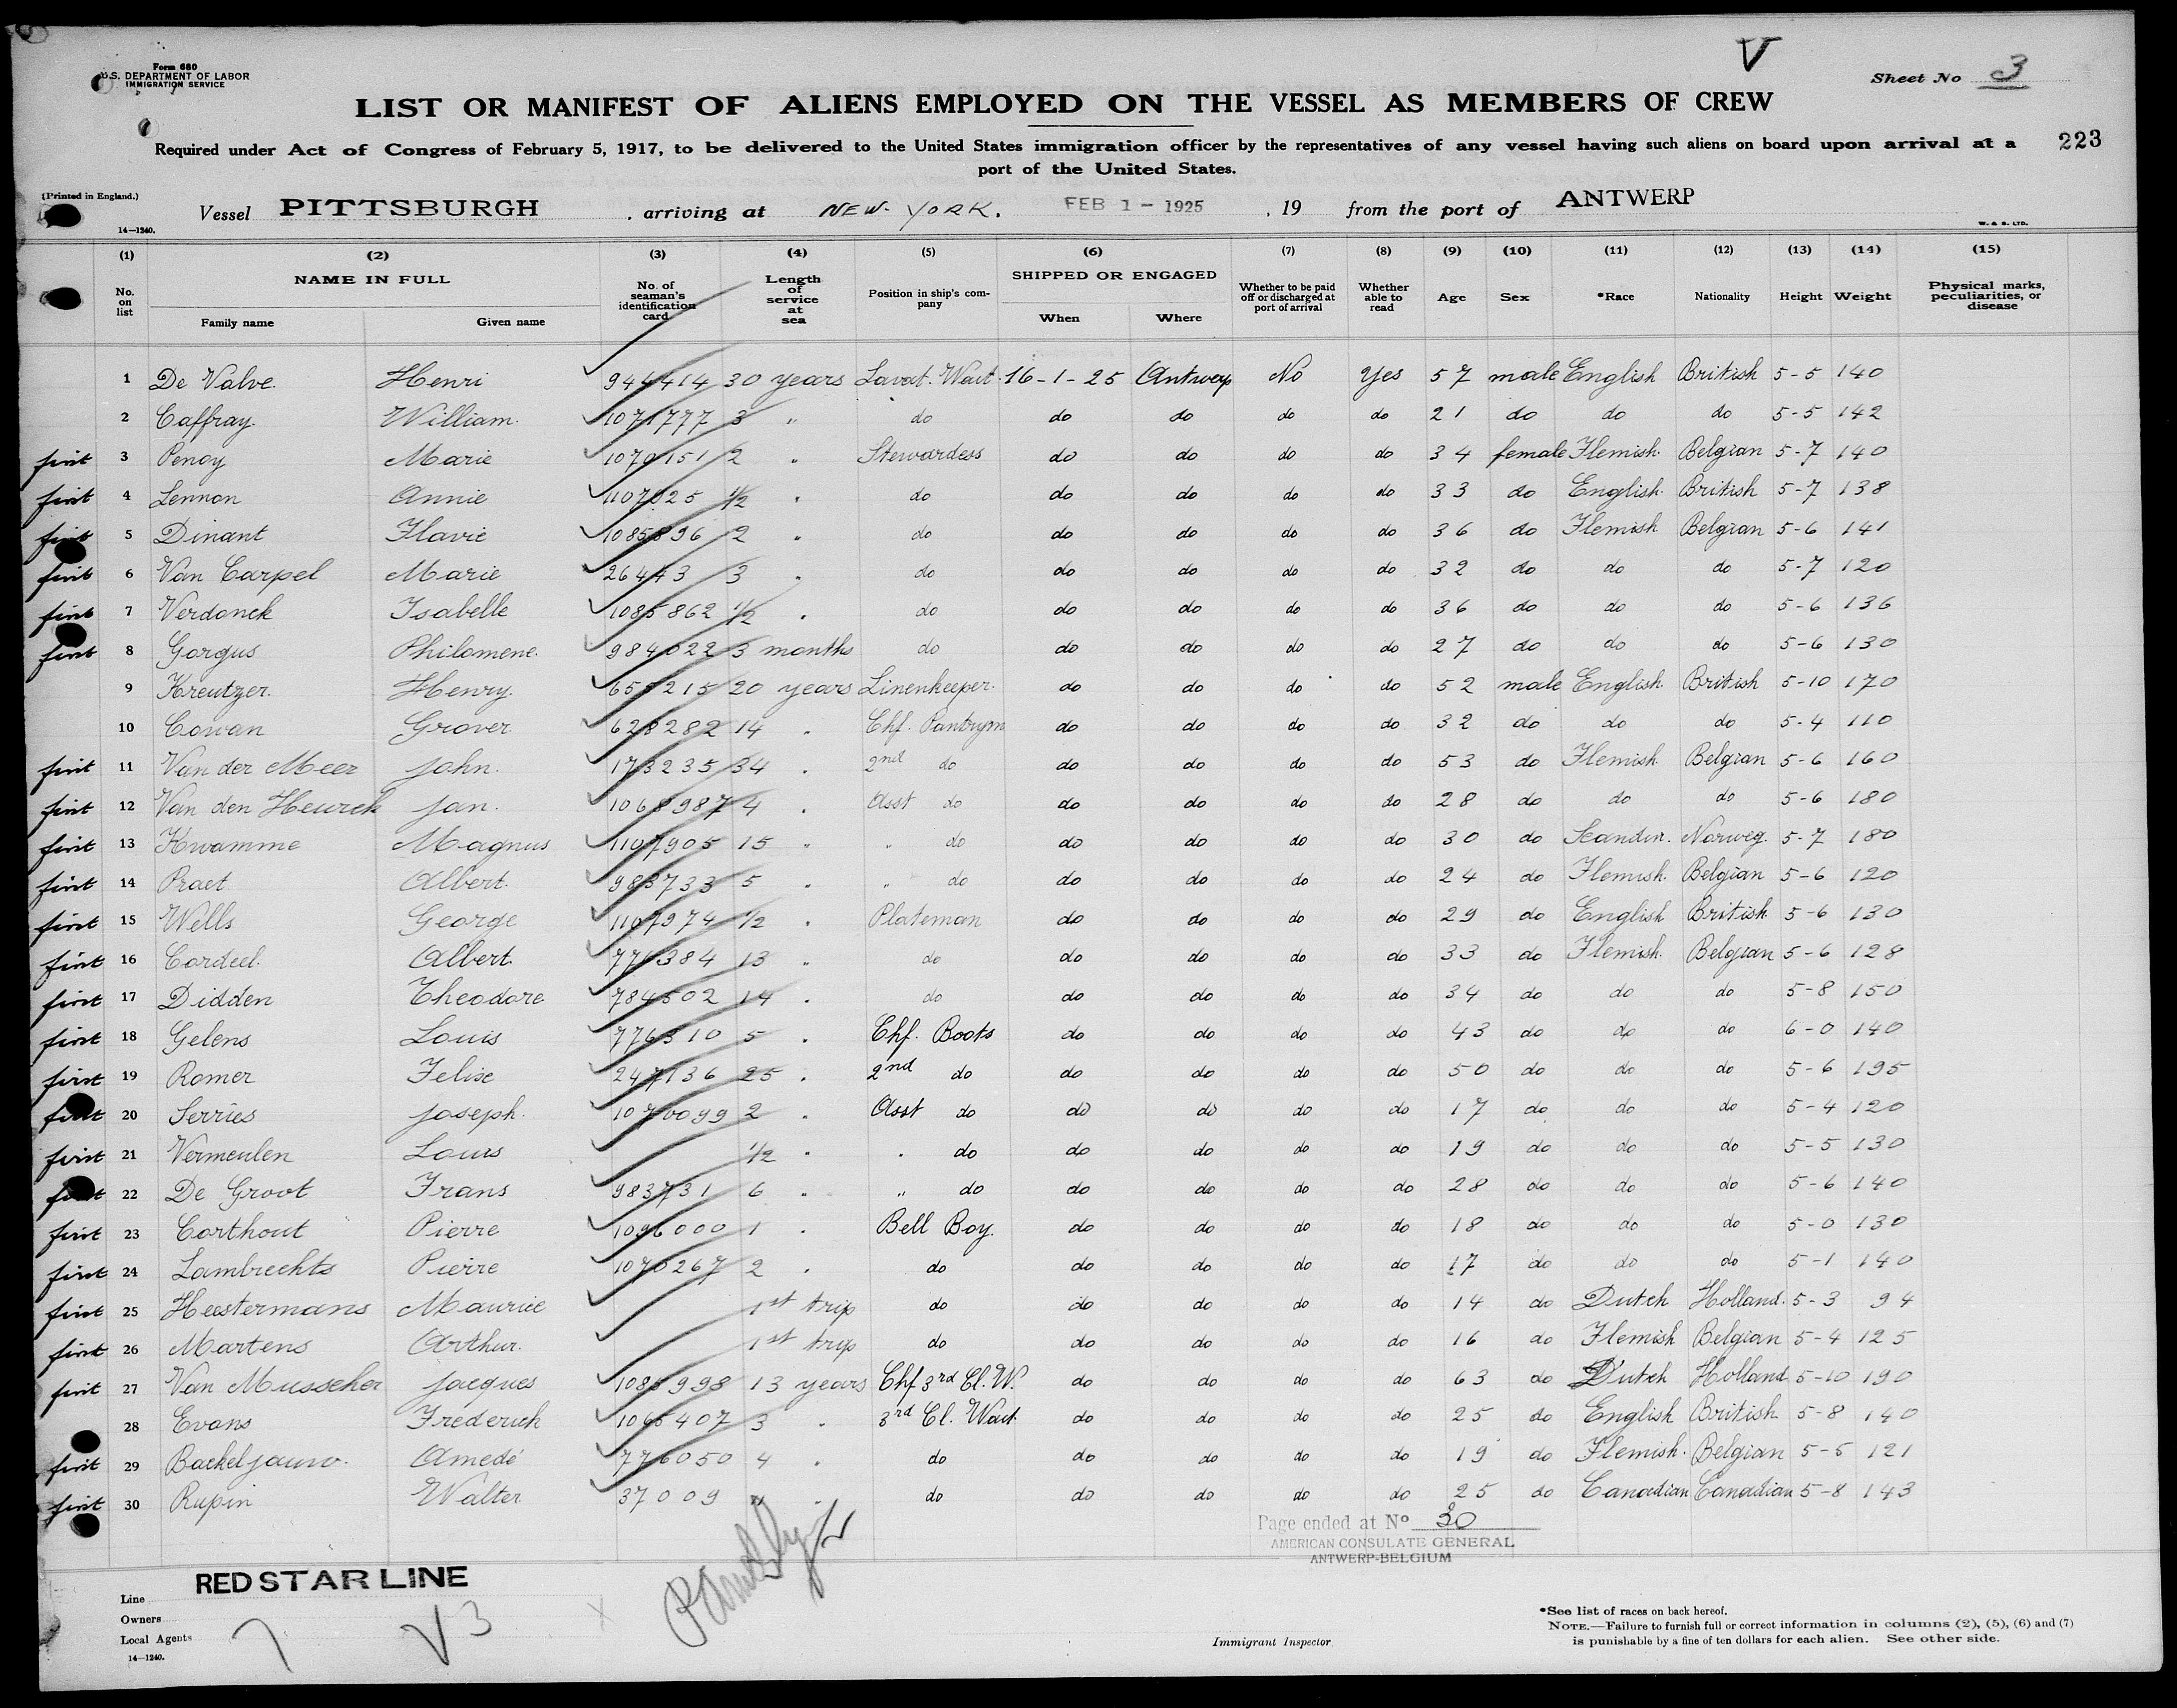 Form 680
U.S. DEPARTMENT OF LABOR
IMMIGRATION SERVICE
V
Sheet No 3
LIST OR MANIFEST OF ALIENS EMPLOYED ON THE VESSEL AS MEMBERS OF CREW
Required under Act of Congress of February 5, 1917, to be delivered to the United States immigration officer by the representatives of any vessel having such aliens on board upon arrival at a
port of the United States.
223
(Printed in England.)
Vessel PITTSBURGH, arriving at NEW-YORK. FEB 1 - 1925, 19 from the port of ANTWERP
14—1240.
W. & S. LTD.
(1) (2) (3) (4) (5) (6) (7) (8) (9) (10) (11) (12) (13) (14) (15)
No. on list NAME IN FULL Family name Given name No. of seaman's identification card Length of service at sea Position in ship's company SHIPPED OR ENGAGED When Where Whether to be paid off or discharged at port of arrival Whether able to read Age Sex *Race Nationality Height Weight Physical marks, peculiarities, or disease
1 De Valve. Henri 944414 30 years Lavat. Wait. 16-1-25 Antwerp No Yes 57 male English British 5-5 140
2 Caffray. William. 1071777 3 " do do do do do 21 do do do 5-5 142
first 3 Penoy Marie 1070151 2 " Stewardess do do do do 34 female Flemish. Belgian 5-7 140
first 4 Lennon Annie 1107025 1/2 " do do do do do 33 do English. British 5-7 138
first 5 Dinant Flavie 1085896 2 " do do do do do 36 do Flemish Belgian 5-6 141
first 6 Van Carpel Marie 26443 3 " do do do do do 32 do do do 5-7 120
first 7 Verdonck Isabelle 1085862 1/2 " do do do do do 36 do do do 5-6 136
first 8 Gorgus Philomene. 984022 3 months do do do do do 27 do do do 5-6 130
9 Kreutzer. Henry. 655215 20 years Linenkeeper. do do do do 52 male English. British 5-10 170
10 Cowan Grover 628282 14 " Chf. Pantrym do do do do 32 do do do 5-4 110
first 11 Van der Meer John. 173235 34 " 2nd do do do do do 53 do Flemish Belgian 5-6 160
first 12 Van den Heurck Jan. 1068987 4 " Asst do do do do do 28 do do do 5-6 180
first 13 Kwamme Magnus 1107905 15 " " do do do do do 30 do Scandin. Norweg. 5-7 180
first 14 Praet Albert. 983733 5 " " do do do do do 24 do Flemish. Belgian 5-6 120
first 15 Wells George 1107974 1/2 " Plateman do do do do 29 do English British 5-6 130
first 16 Cordeel. Albert. 776384 13 " do do do do do 33 do Flemish. Belgian 5-6 128
first 17 Didden Theodore 784502 14 " do do do do do 34 do do do 5-8 150
first 18 Gelens Louis 776310 5 " Chf. Boots do do do do 43 do do do 6-0 140
first 19 Romer Felise 247136 25 " 2nd do do do do do 50 do do do 5-6 195
first 20 Serries Joseph. 1070099 2 " Asst do do do do do 17 do do do 5-4 120
first 21 Vermeulen Louis 1/2 " " do do do do do 19 do do do 5-5 130
first 22 De Groot Frans 983731 6 " " do do do do do 28 do do do 5-6 140
first 23 Corthout Pierre 1096000 1 " Bell Boy. do do do do 18 do do do 5-0 130
first 24 Lambrechts Pierre 1070267 2 " do do do do do 17 do do do 5-1 140
first 25 Heestermans Maurice 1st trip do do do do do 14 do Dutch Holland. 5-3 94
first 26 Martens Arthur. 1st trip do do do do do 16 do Flemish Belgian 5-4 125
first 27 Van Musscher Jacques 1085998 13 years Chf 3rd Cl. W. do do do do 63 do Dutch Holland 5-10 190
28 Evans Frederick 1065407 3 " 3rd Cl. Wait. do do do do 25 do English British 5-8 140
first 29 Backeljauw. Amedé 776050 4 " do do do do do 19 do Flemish. Belgian 5-5 121
first 30 Rupin Walter 37009 " " do do do do do 25 do Canadian Canadian 5-8 143
Page ended at No 30
AMERICAN CONSULATE GENERAL
ANTWERP-BELGIUM
RED STAR LINE
Line
Owners
Local Agents
14—1240.
V3
Immigrant Inspector
*See list of races on back hereof.
NOTE.—Failure to furnish full or correct information in columns (2), (5), (6) and (7)
is punishable by a fine of ten dollars for each alien. See other side.